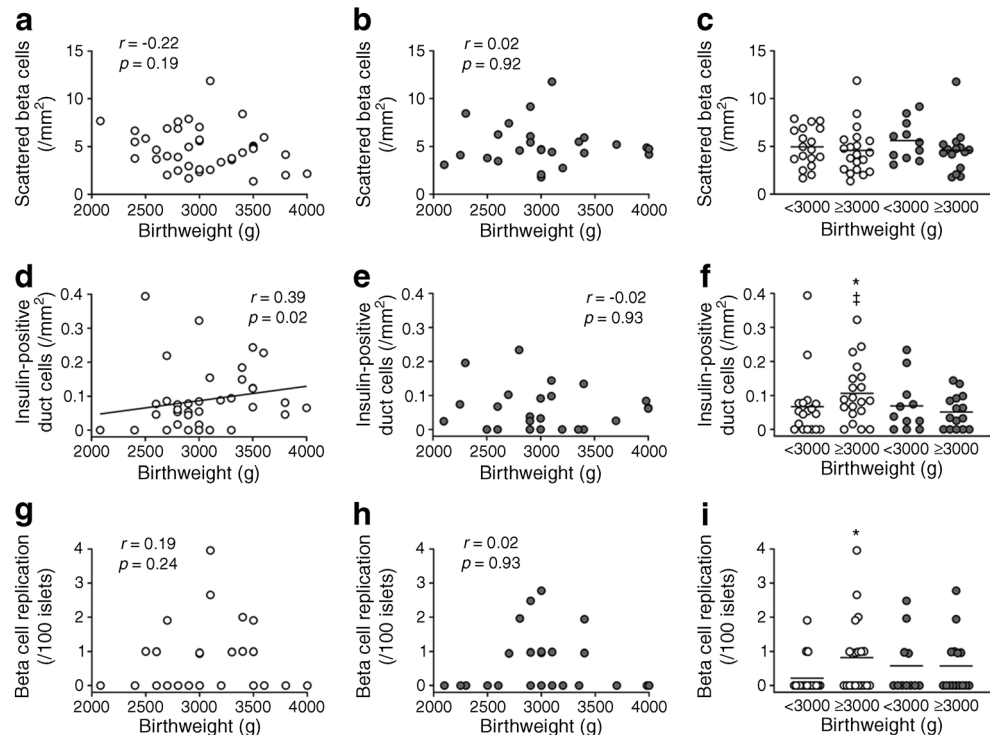 a
b
c
Scattered beta cells
(/mm²)
15
10
5
0
r = -0.22
p = 0.19
2000 2500 3000 3500 4000
Birthweight (g)
Scattered beta cells
(/mm²)
15
10
5
0
r = 0.02
p = 0.92
2000 2500 3000 3500 4000
Birthweight (g)
Scattered beta cells
(/mm²)
15
10
5
0
<3000 ≥3000 <3000 ≥3000
Birthweight (g)
d
e
f
Insulin-positive
duct cells (/mm²)
0.4
0.3
0.2
0.1
0
r = 0.39
p = 0.02
2000 2500 3000 3500 4000
Birthweight (g)
Insulin-positive
duct cells (/mm²)
0.4
0.3
0.2
0.1
0
r = -0.02
p = 0.93
2000 2500 3000 3500 4000
Birthweight (g)
Insulin-positive
duct cells (/mm²)
0.4
0.3
0.2
0.1
0
*
‡
<3000 ≥3000 <3000 ≥3000
Birthweight (g)
g
h
i
Beta cell replication
(/100 islets)
4
3
2
1
0
r = 0.19
p = 0.24
2000 2500 3000 3500 4000
Birthweight (g)
Beta cell replication
(/100 islets)
4
3
2
1
0
r = 0.02
p = 0.93
2000 2500 3000 3500 4000
Birthweight (g)
Beta cell replication
(/100 islets)
4
3
2
1
0
*
<3000 ≥3000 <3000 ≥3000
Birthweight (g)